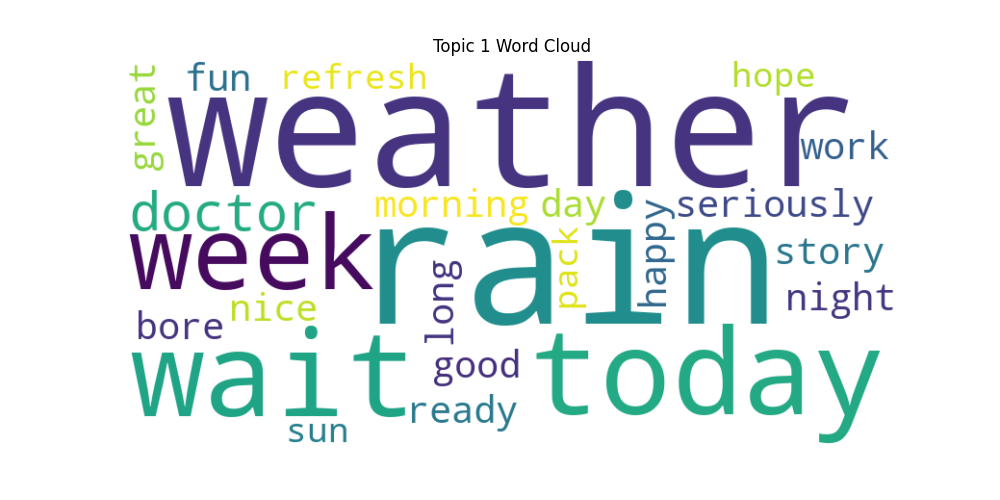 Topic 1 Word Cloud
great
fun
refresh
hope
weather
work
doctor
morning
day
happy
seriously
week
rain
pack
story
long
nice
night
bore
wait
good
today
ready
sun